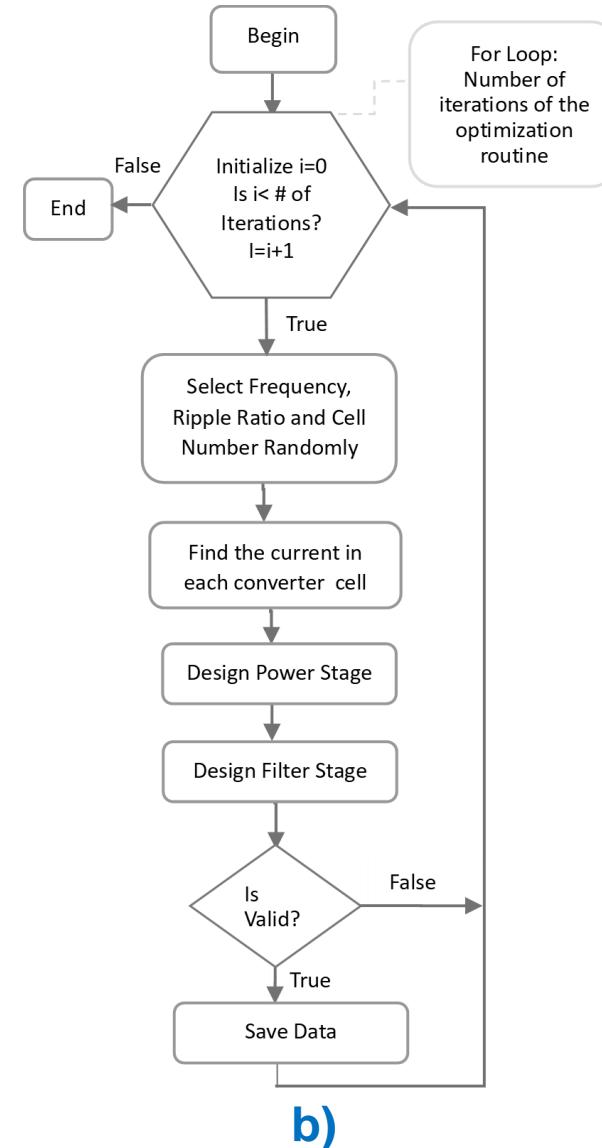 Begin
For Loop:
Number of
iterations of the
optimization
routine
False
Initialize i=0
Is i< # of
Iterations?
I=i+1
End
True
Select Frequency,
Ripple Ratio and Cell
Number Randomly
Find the current in
each converter cell
Design Power Stage
Design Filter Stage
Is
Valid?
False
True
Save Data
b)